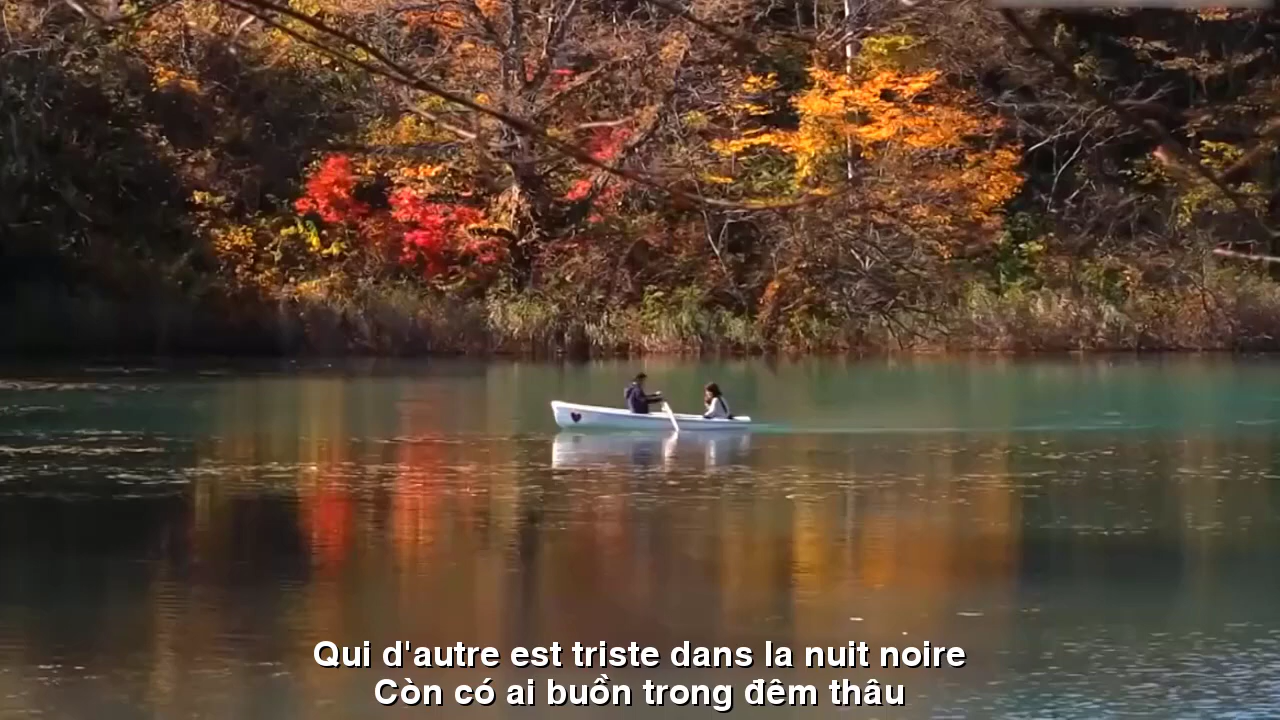 Qui d'autre est triste dans la nuit noire
Còn có ai buồn trong đêm thâu